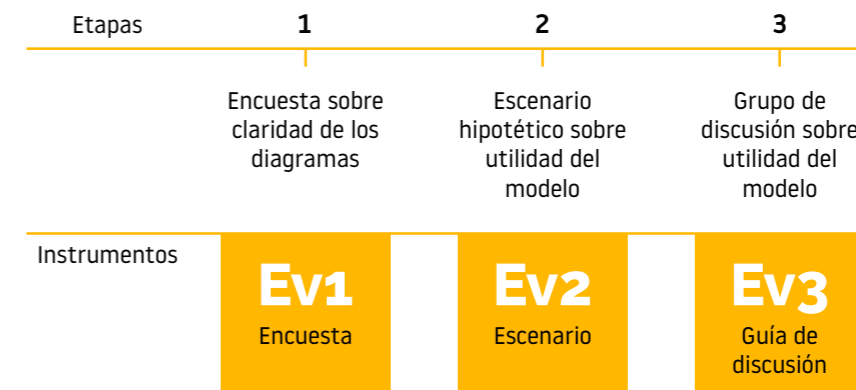 Etapas 1 2 3
Encuesta sobre
claridad de los
diagramas
Escenario
hipotético sobre
utilidad del
modelo
Grupo de
discusión sobre
utilidad del
modelo
Instrumentos
Ev1
Encuesta
Ev2
Escenario
Ev3
Guía de
discusión